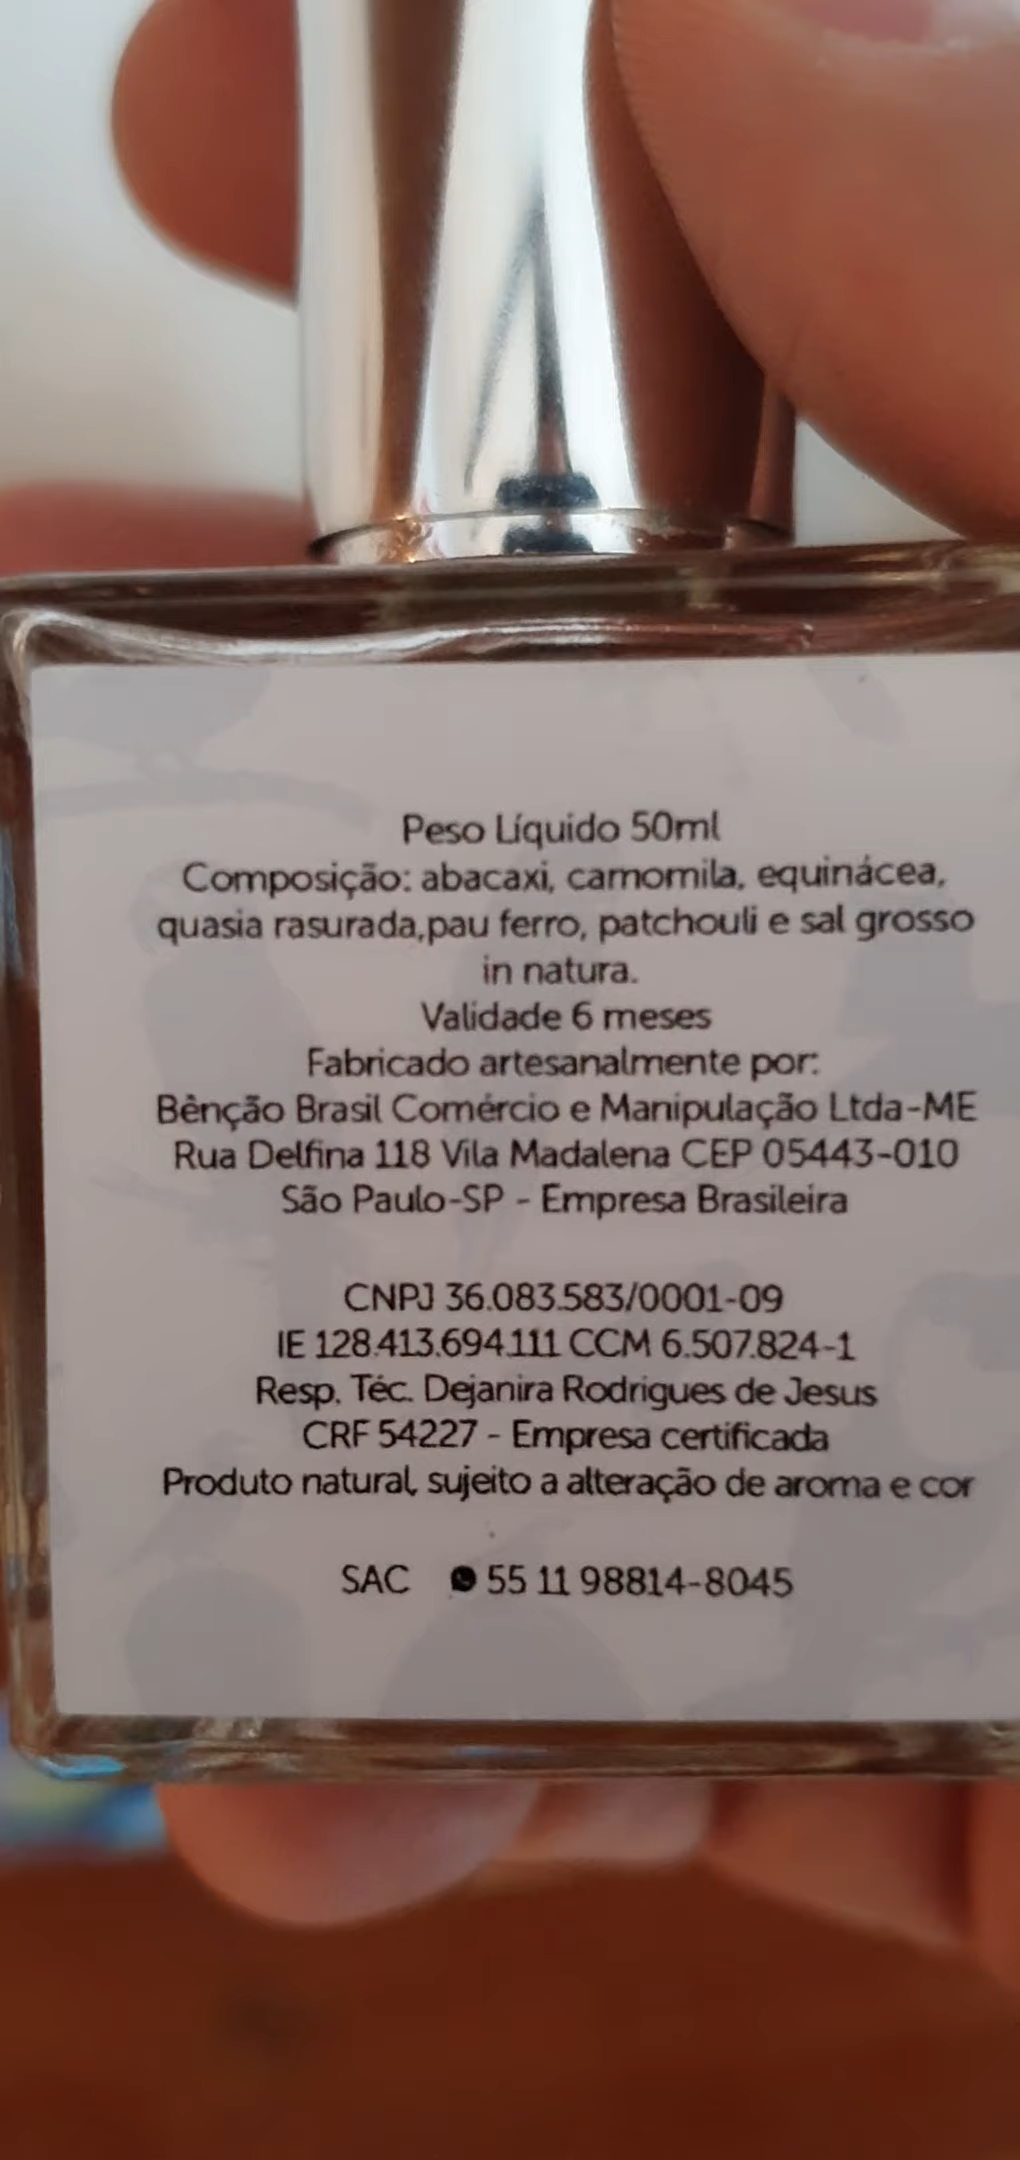 Peso Líquido 50ml
Composição: abacaxi, camomila, equinácea,
quasia rasurada,pau ferro, patchouli e sal grosso
in natura.
Validade 6 meses
Fabricado artesanalmente por:
Bênção Brasil Comércio e Manipulação Ltda-ME
Rua Delfina 118 Vila Madalena CEP 05443-010
São Paulo-SP - Empresa Brasileira
CNPJ 36.083.583/0001-09
IE 128.413.694.111 CCM 6.507.824-1
Resp. Téc. Dejanira Rodrigues de Jesus
CRF 54227 - Empresa certificada
Produto natural, sujeito a alteração de aroma e cor
SAC 55 11 98814-8045